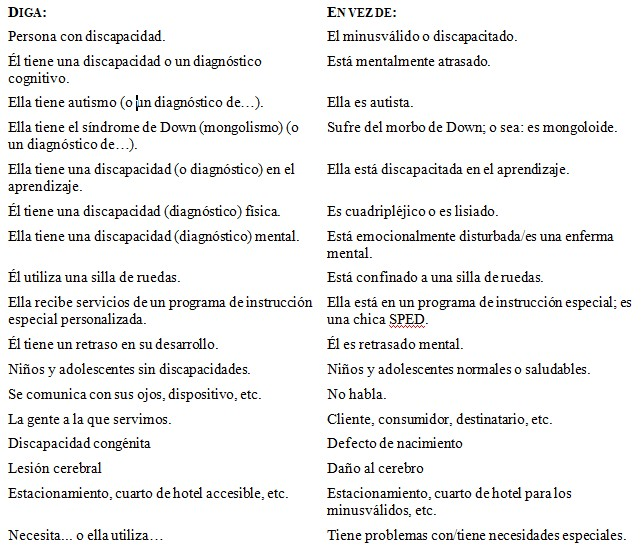 DIGA: EN VEZ DE:
Persona con discapacidad. El minusválido o discapacitado.
Él tiene una discapacidad o un diagnóstico Está mentalmente atrasado.
cognitivo.
Ella tiene autismo (o un diagnóstico de…). Ella es autista.
Ella tiene el síndrome de Down (mongolismo) (o Sufre del morbo de Down; o sea: es mongoloide.
un diagnóstico de…).
Ella tiene una discapacidad (o diagnóstico) en el Ella está discapacitada en el aprendizaje.
aprendizaje.
Él tiene una discapacidad (diagnóstico) física. Es cuadripléjico o es lisiado.
Ella tiene una discapacidad (diagnóstico) mental. Está emocionalmente disturbada/es una enferma
mental.
Él utiliza una silla de ruedas. Está confinado a una silla de ruedas.
Ella recibe servicios de un programa de instrucción Ella está en un programa de instrucción especial; es
especial personalizada. una chica SPED.
Él tiene un retraso en su desarrollo. Él es retrasado mental.
Niños y adolescentes sin discapacidades. Niños y adolescentes normales o saludables.
Se comunica con sus ojos, dispositivo, etc. No habla.
La gente a la que servimos. Cliente, consumidor, destinatario, etc.
Discapacidad congénita Defecto de nacimiento
Lesión cerebral Daño al cerebro
Estacionamiento, cuarto de hotel accesible, etc. Estacionamiento, cuarto de hotel para los
minusválidos, etc.
Necesita... o ella utiliza… Tiene problemas con/tiene necesidades especiales.